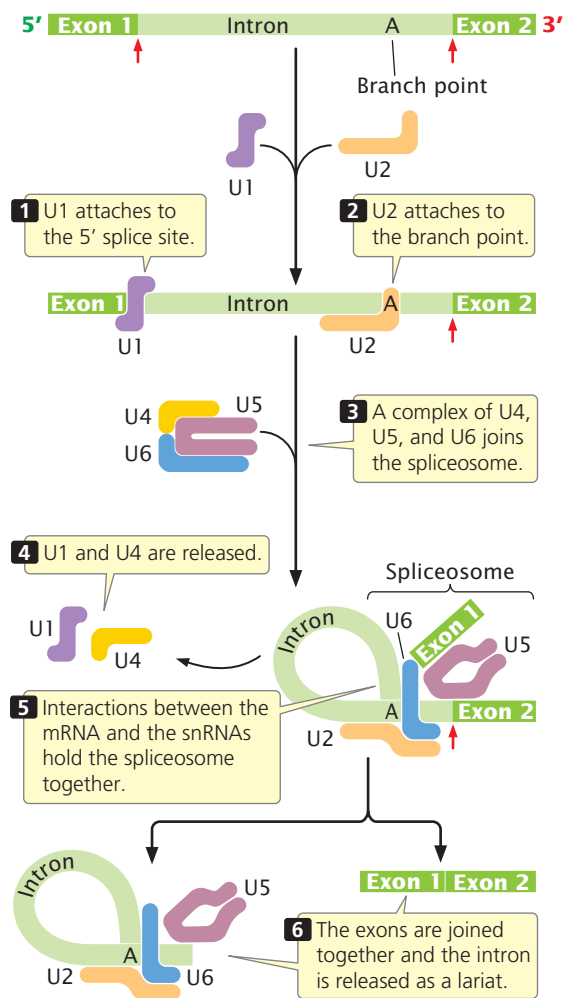 5′ Exon 1 Intron A Exon 2 3′
Branch point
U1
U2
1 U1 attaches to
the 5′ splice site.
2 U2 attaches to
the branch point.
Exon 1 Intron A Exon 2
U1
U2
U4
U5
U6
3 A complex of U4,
U5, and U6 joins
the spliceosome.
4 U1 and U4 are released.
U1
U4
Spliceosome
Intron
U6
Exon 1
U5
A
Exon 2
U2
5 Interactions between the
mRNA and the snRNAs
hold the spliceosome
together.
Intron
U5
A
U2
U6
Exon 1 Exon 2
6 The exons are joined
together and the intron
is released as a lariat.